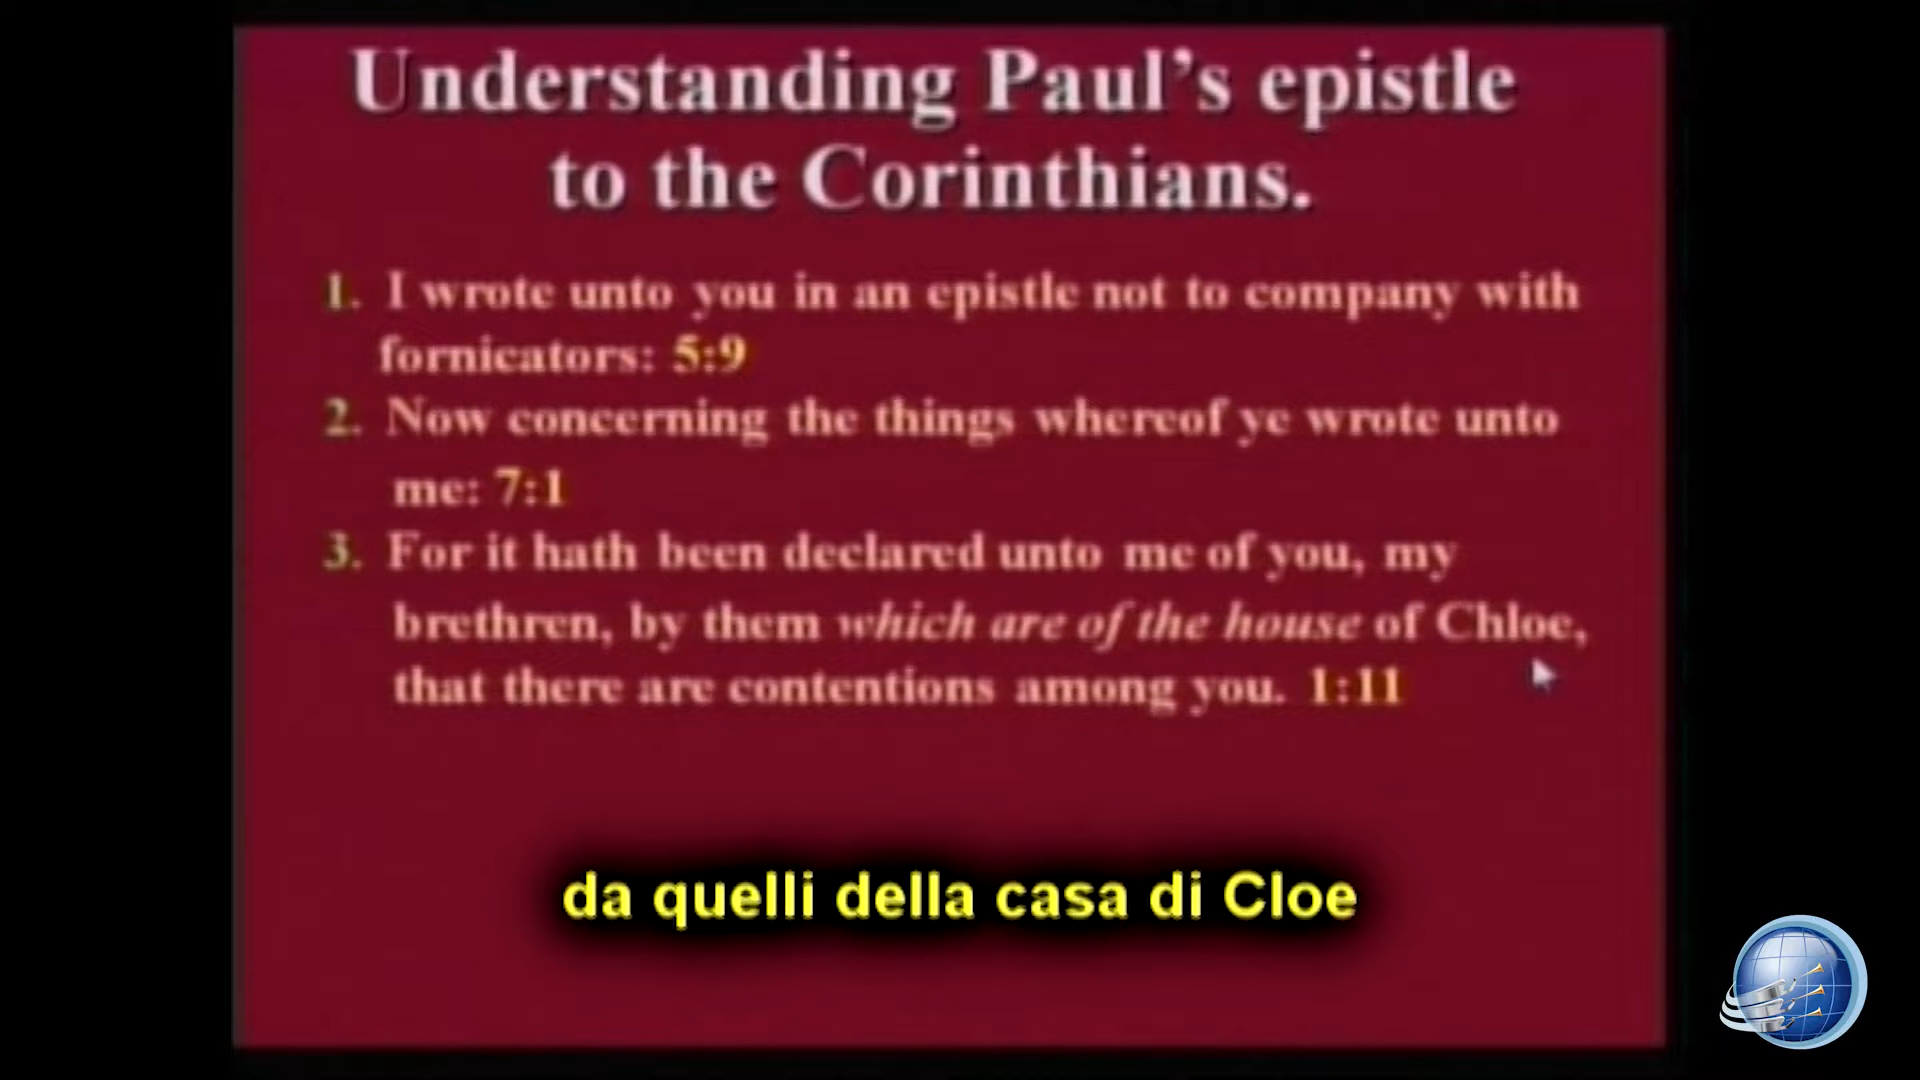 Understanding Paul's epistle
to the Corinthians.
1. I wrote unto you in an epistle not to company with
fornicators: 5:9
2. Now concerning the things whereof ye wrote unto
me: 7:1
3. For it hath been declared unto me of you, my
brethren, by them which are of the house of Chloe,
that there are contentions among you. 1:11
da quelli della casa di Cloe